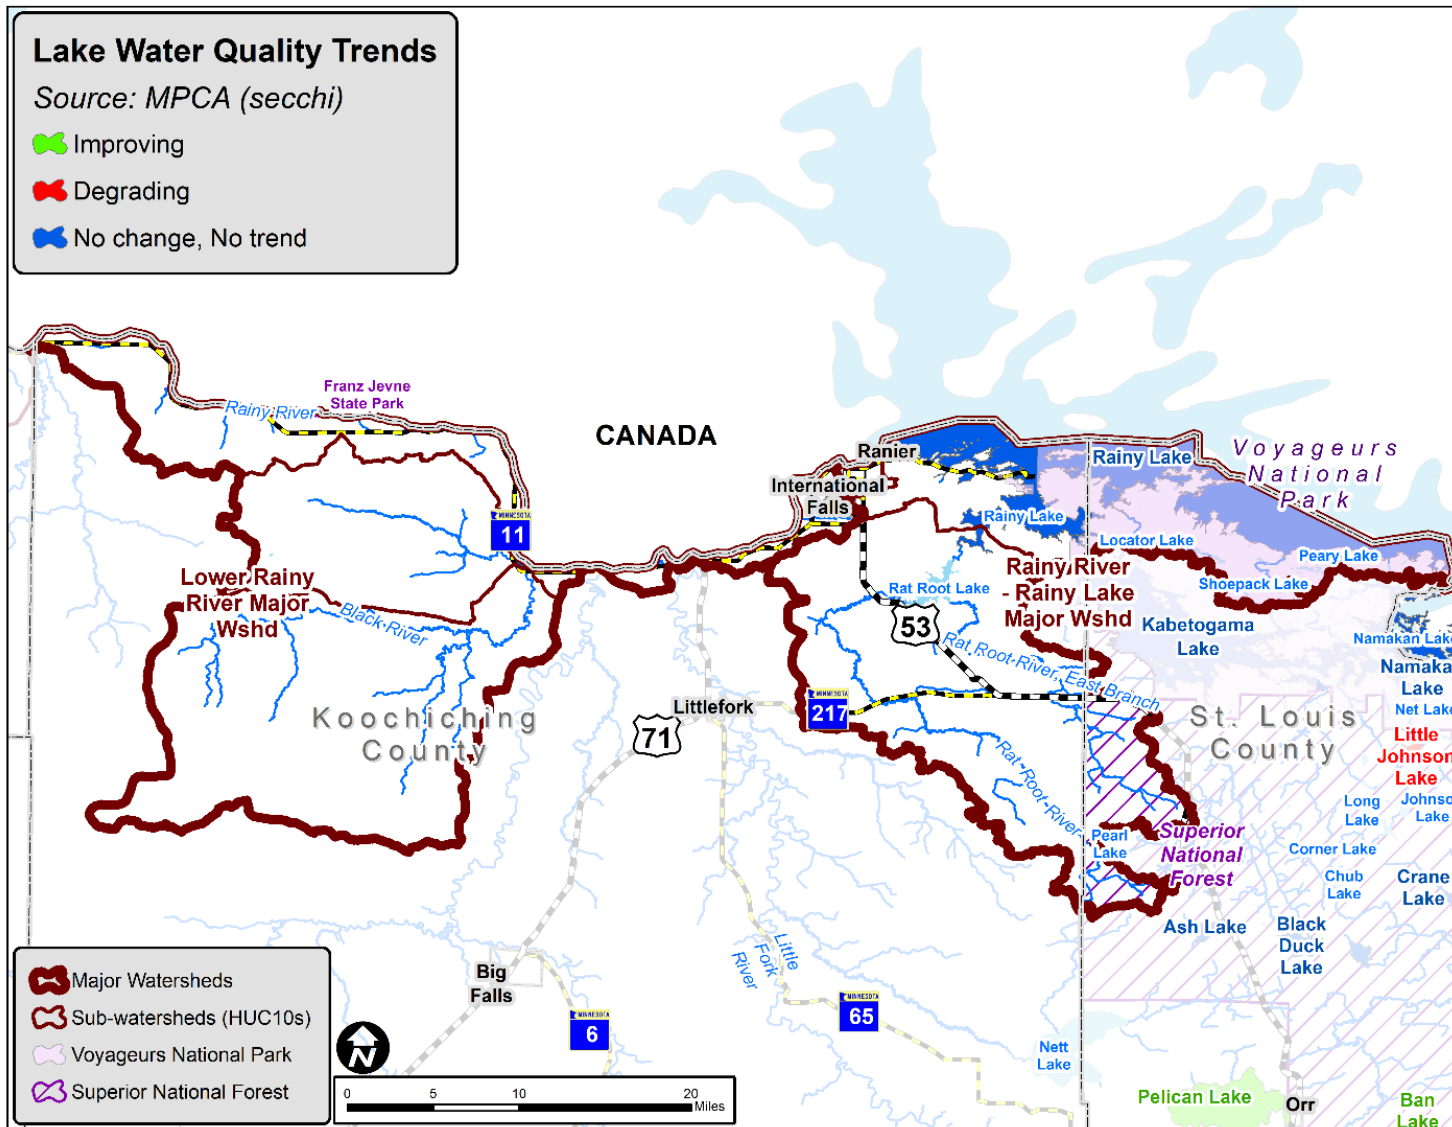 Lake Water Quality Trends
Source: MPCA (secchi)
Improving
Degrading
No change, No trend
Franz Jevne
State Park
Rainy River
CANADA
Ranier
International
Falls
Rainy Lake
Voyageurs
National
Park
Rainy Lake
MINNESOTA
11
Locator Lake
Peary Lake
Shoepack Lake
Lower Rainy
River Major
Wshd
Black River
Rat Root Lake
Rainy River
- Rainy Lake
Major Wshd
53
Kabetogama
Lake
Namakan Lake
Namaka
Lake
Net Lake
Rat Root River, East Branch
Koochiching
County
Littlefork
71
MINNESOTA
217
St. Louis
County
Little
Johnson
Lake
Rat-Root-River
Long
Lake
Johnso
Lake
Pearl
Lake
Superior
National
Forest
Corner Lake
Chub
Lake
Crane
Lake
Ash Lake
Black
Duck
Lake
Little
Fork
River
Big
Falls
MINNESOTA
6
MINNESOTA
65
Nett
Lake
Pelican Lake
Orr
Ban
Lake
Major Watersheds
Sub-watersheds (HUC10s)
Voyageurs National Park
Superior National Forest
N
0 5 10 20
Miles